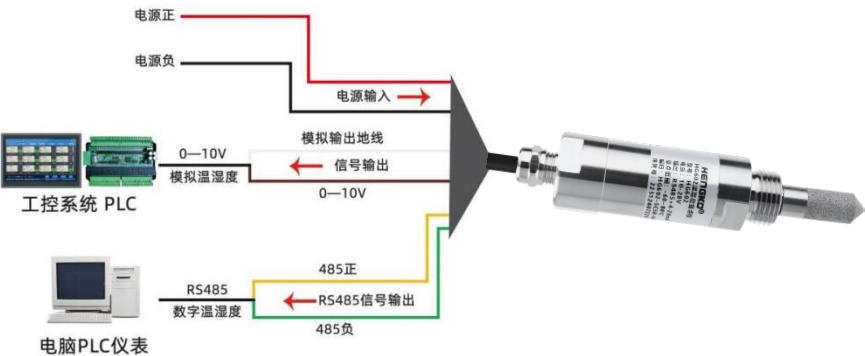 电源正
电源负
电源输入
模拟输出地线
0—10V
信号输出
模拟温湿度
0—10V
工控系统 PLC
485正
RS485
RS485信号输出
数字温湿度
485负
电脑PLC仪表
HENGKO
HG602